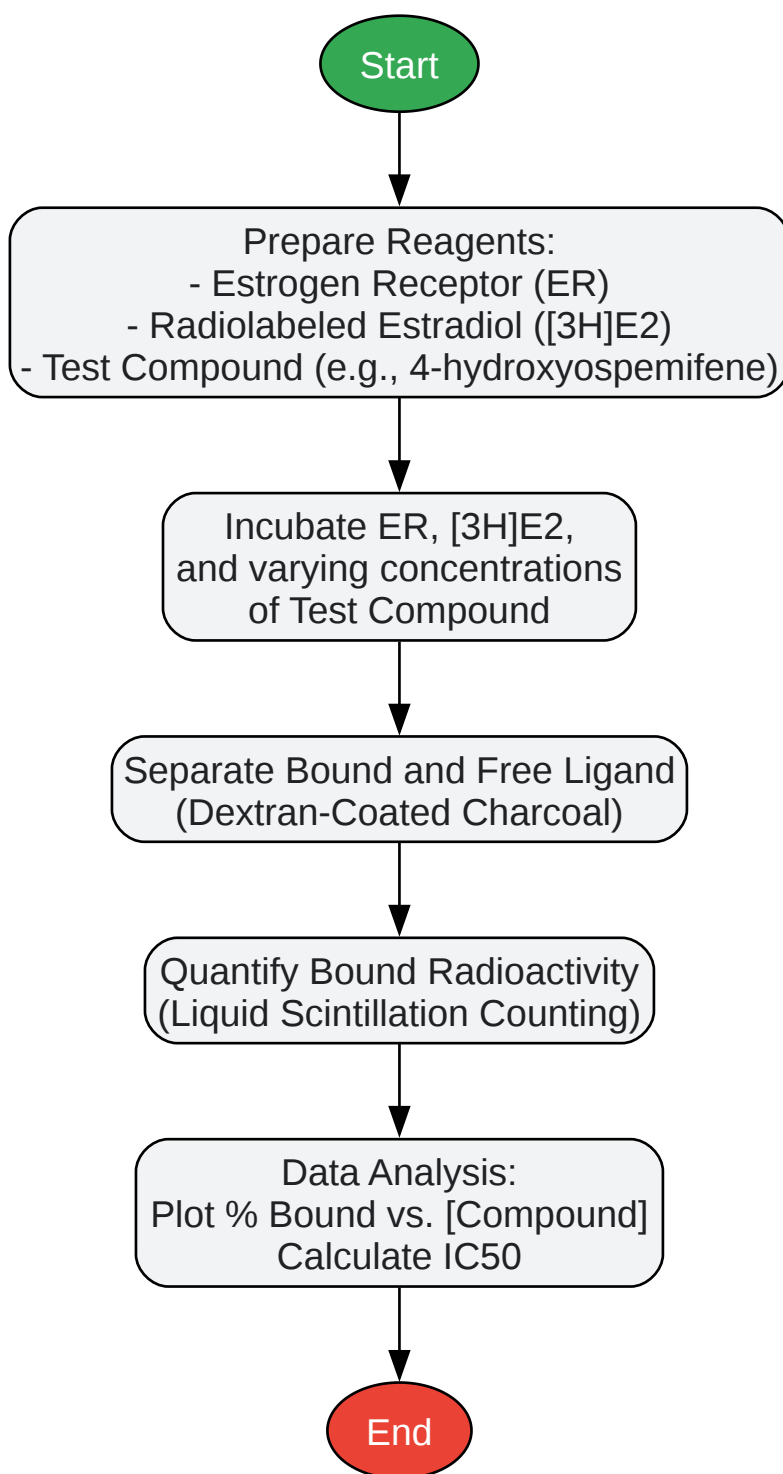 Start
Prepare Reagents:
- Estrogen Receptor (ER)
- Radiolabeled Estradiol ([3H]E2)
- Test Compound (e.g., 4-hydroxyospemifene)
Incubate ER, [3H]E2,
and varying concentrations
of Test Compound
Separate Bound and Free Ligand
(Dextran-Coated Charcoal)
Quantify Bound Radioactivity
(Liquid Scintillation Counting)
Data Analysis:
Plot % Bound vs. [Compound]
Calculate IC50
End